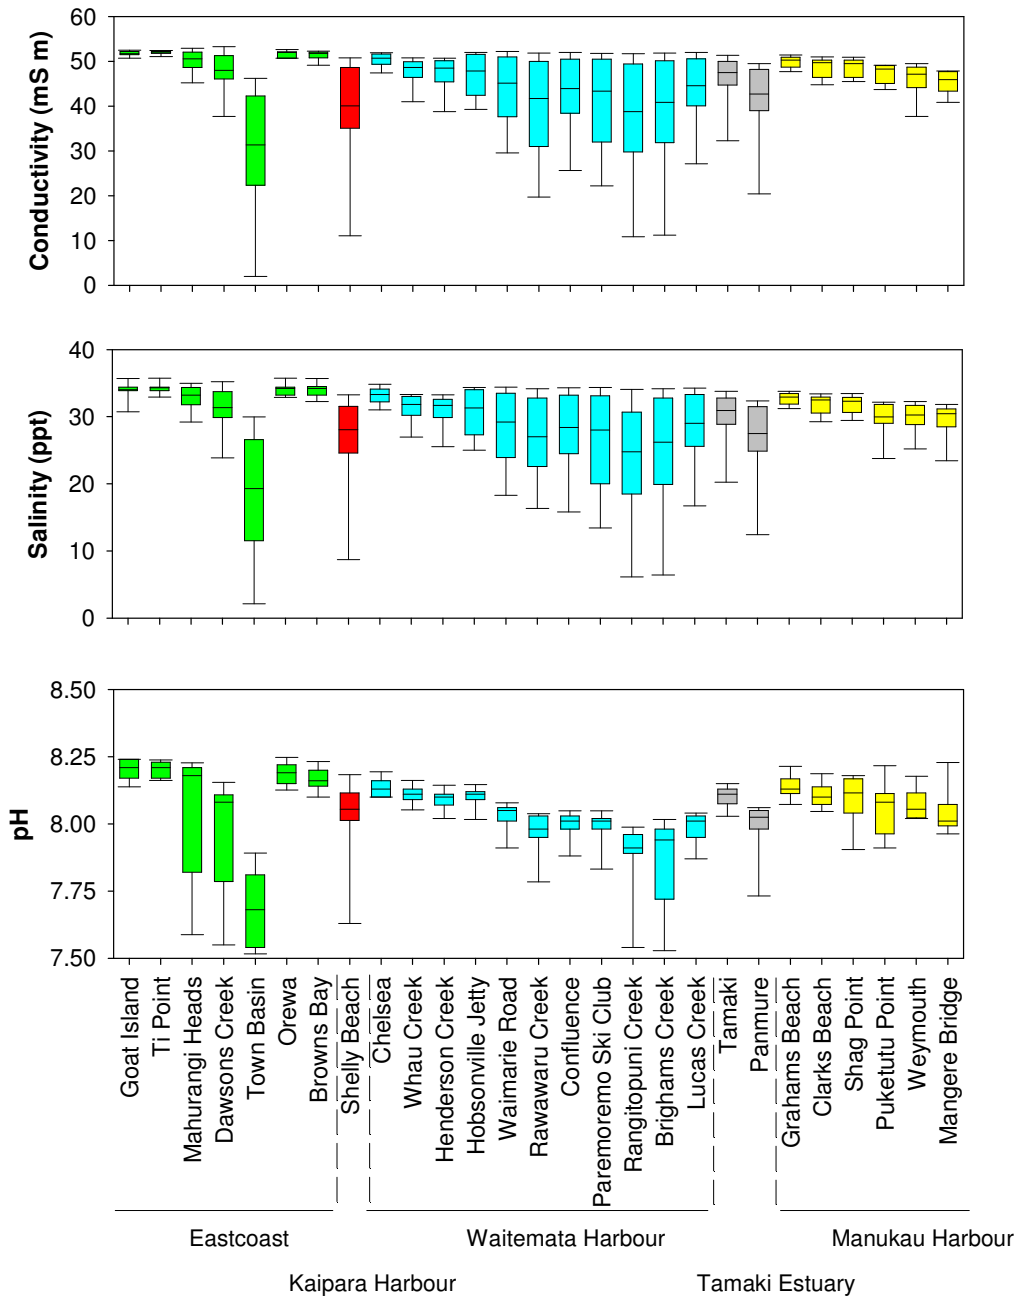 Conductivity (mS m)
60
50
40
30
20
10
0
Salinity (ppt)
40
30
20
10
0
pH
8.50
8.25
8.00
7.75
7.50
Goat Island
Ti Point
Mahurangi Heads
Dawsons Creek
Town Basin
Orewa
Browns Bay
Shelly Beach
Chelsea
Whau Creek
Henderson Creek
Hobsonville Jetty
Waimarie Road
Rawawaru Creek
Confluence
Paremoremo Ski Club
Rangitopuni Creek
Brighams Creek
Lucas Creek
Tamaki
Panmure
Grahams Beach
Clarks Beach
Shag Point
Puketutu Point
Weymouth
Mangere Bridge
Eastcoast
Waitemata Harbour
Manukau Harbour
Kaipara Harbour
Tamaki Estuary